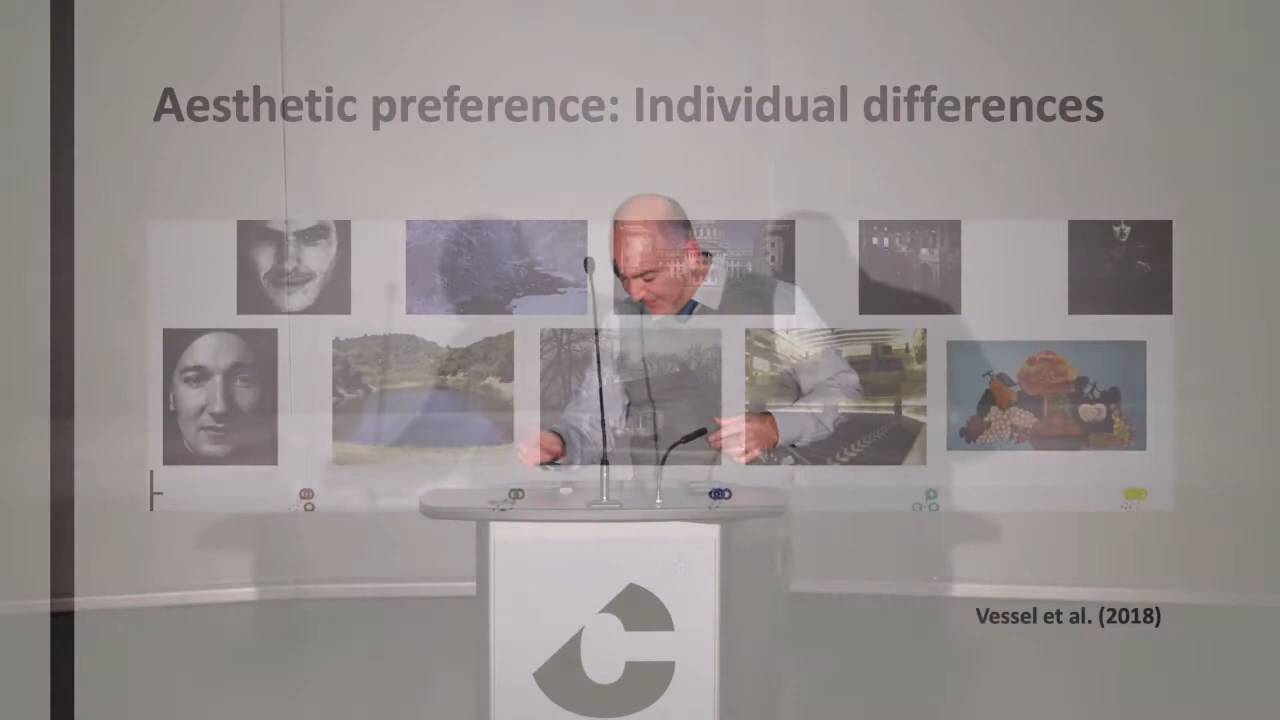 Aesthetic preference: Individual differences
Vessel et al. (2018)